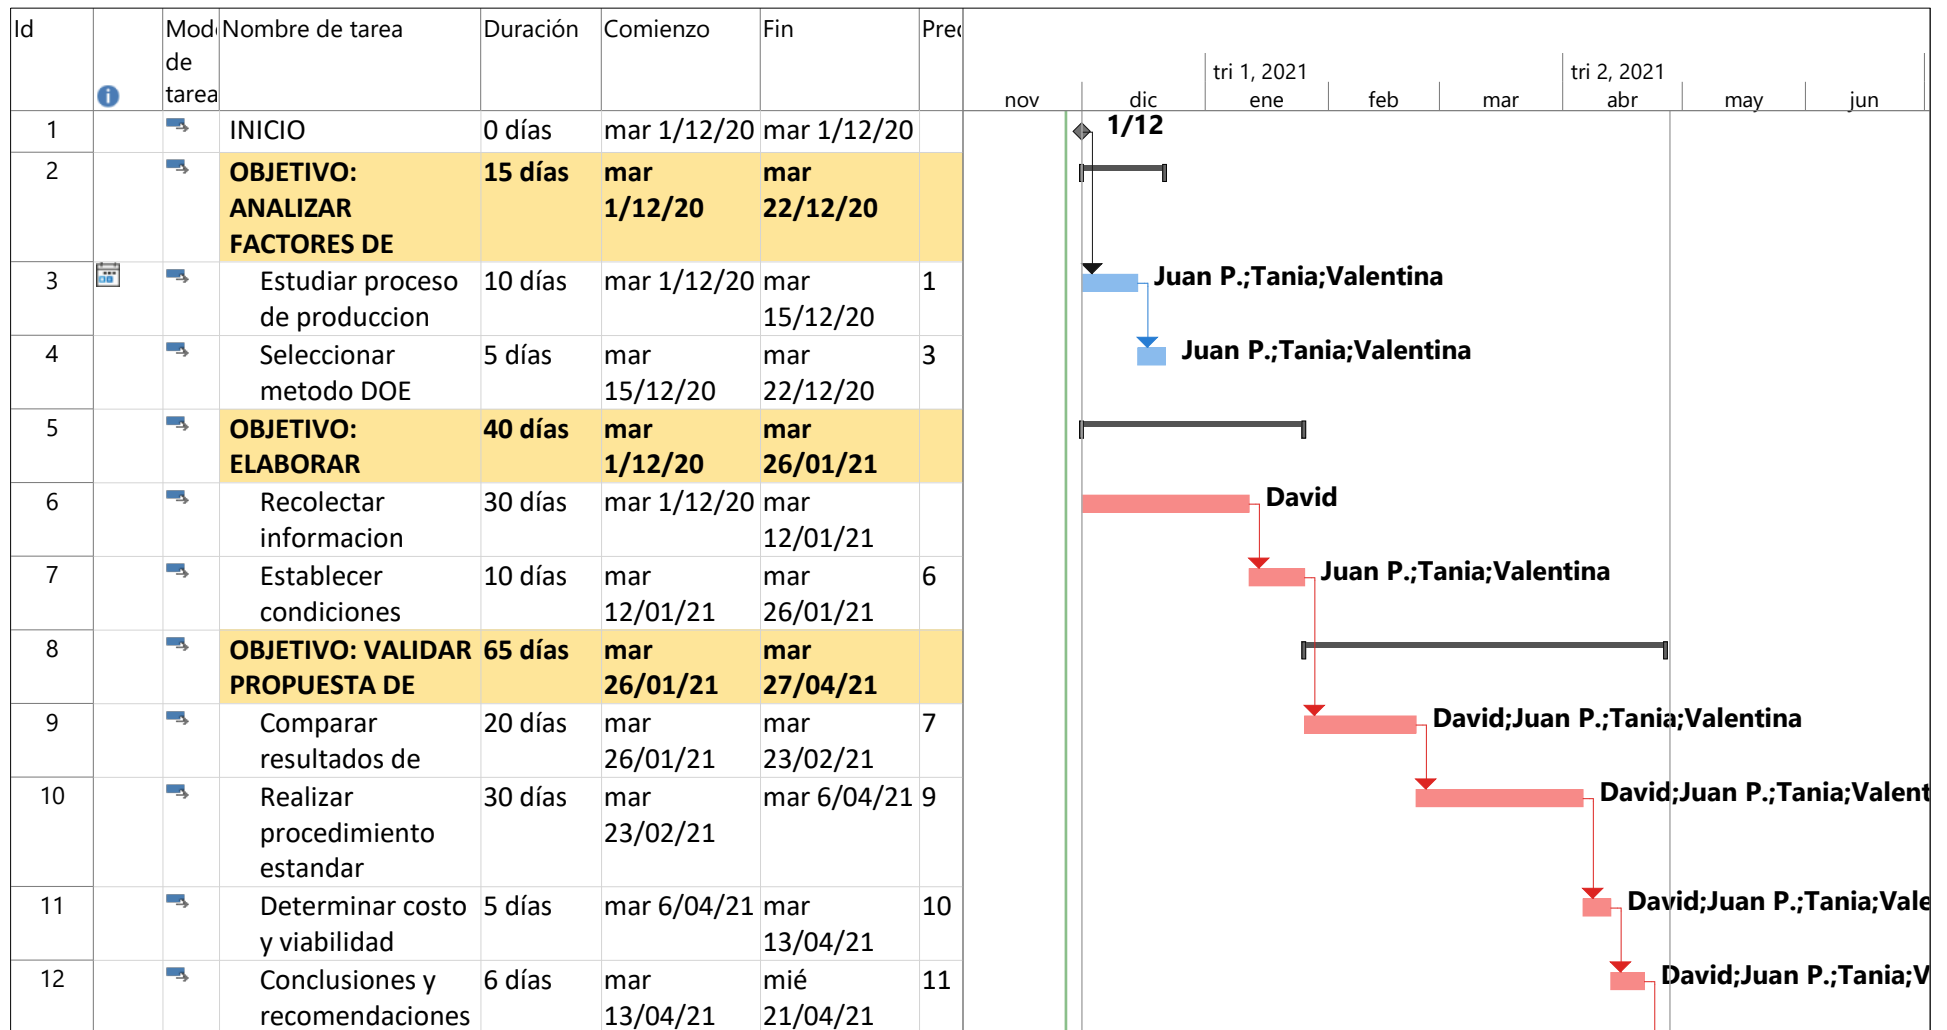 Id Mod Nombre de tarea Duración Comienzo Fin Prec
de
tarea
tri 1, 2021 tri 2, 2021
nov dic ene feb mar abr may jun
1 INICIO 0 días mar 1/12/20 mar 1/12/20 1/12
2 OBJETIVO: 15 días mar mar
ANALIZAR 1/12/20 22/12/20
FACTORES DE
3 Estudiar proceso 10 días mar 1/12/20 mar 1 Juan P.;Tania;Valentina
de produccion 15/12/20
4 Seleccionar 5 días mar mar 3 Juan P.;Tania;Valentina
metodo DOE 15/12/20 22/12/20
5 OBJETIVO: 40 días mar mar
ELABORAR 1/12/20 26/01/21
6 Recolectar 30 días mar 1/12/20 mar David
informacion 12/01/21
7 Establecer 10 días mar mar 6 Juan P.;Tania;Valentina
condiciones 12/01/21 26/01/21
8 OBJETIVO: VALIDAR 65 días mar mar
PROPUESTA DE 26/01/21 27/04/21
9 Comparar 20 días mar mar 7 David;Juan P.;Tania;Valentina
resultados de 26/01/21 23/02/21
10 Realizar 30 días mar mar 6/04/21 9 David;Juan P.;Tania;Valent
procedimiento 23/02/21
estandar
11 Determinar costo 5 días mar 6/04/21 mar 10 David;Juan P.;Tania;Vale
y viabilidad 13/04/21
12 Conclusiones y 6 días mar mié 11 David;Juan P.;Tania;V
recomendaciones 13/04/21 21/04/21